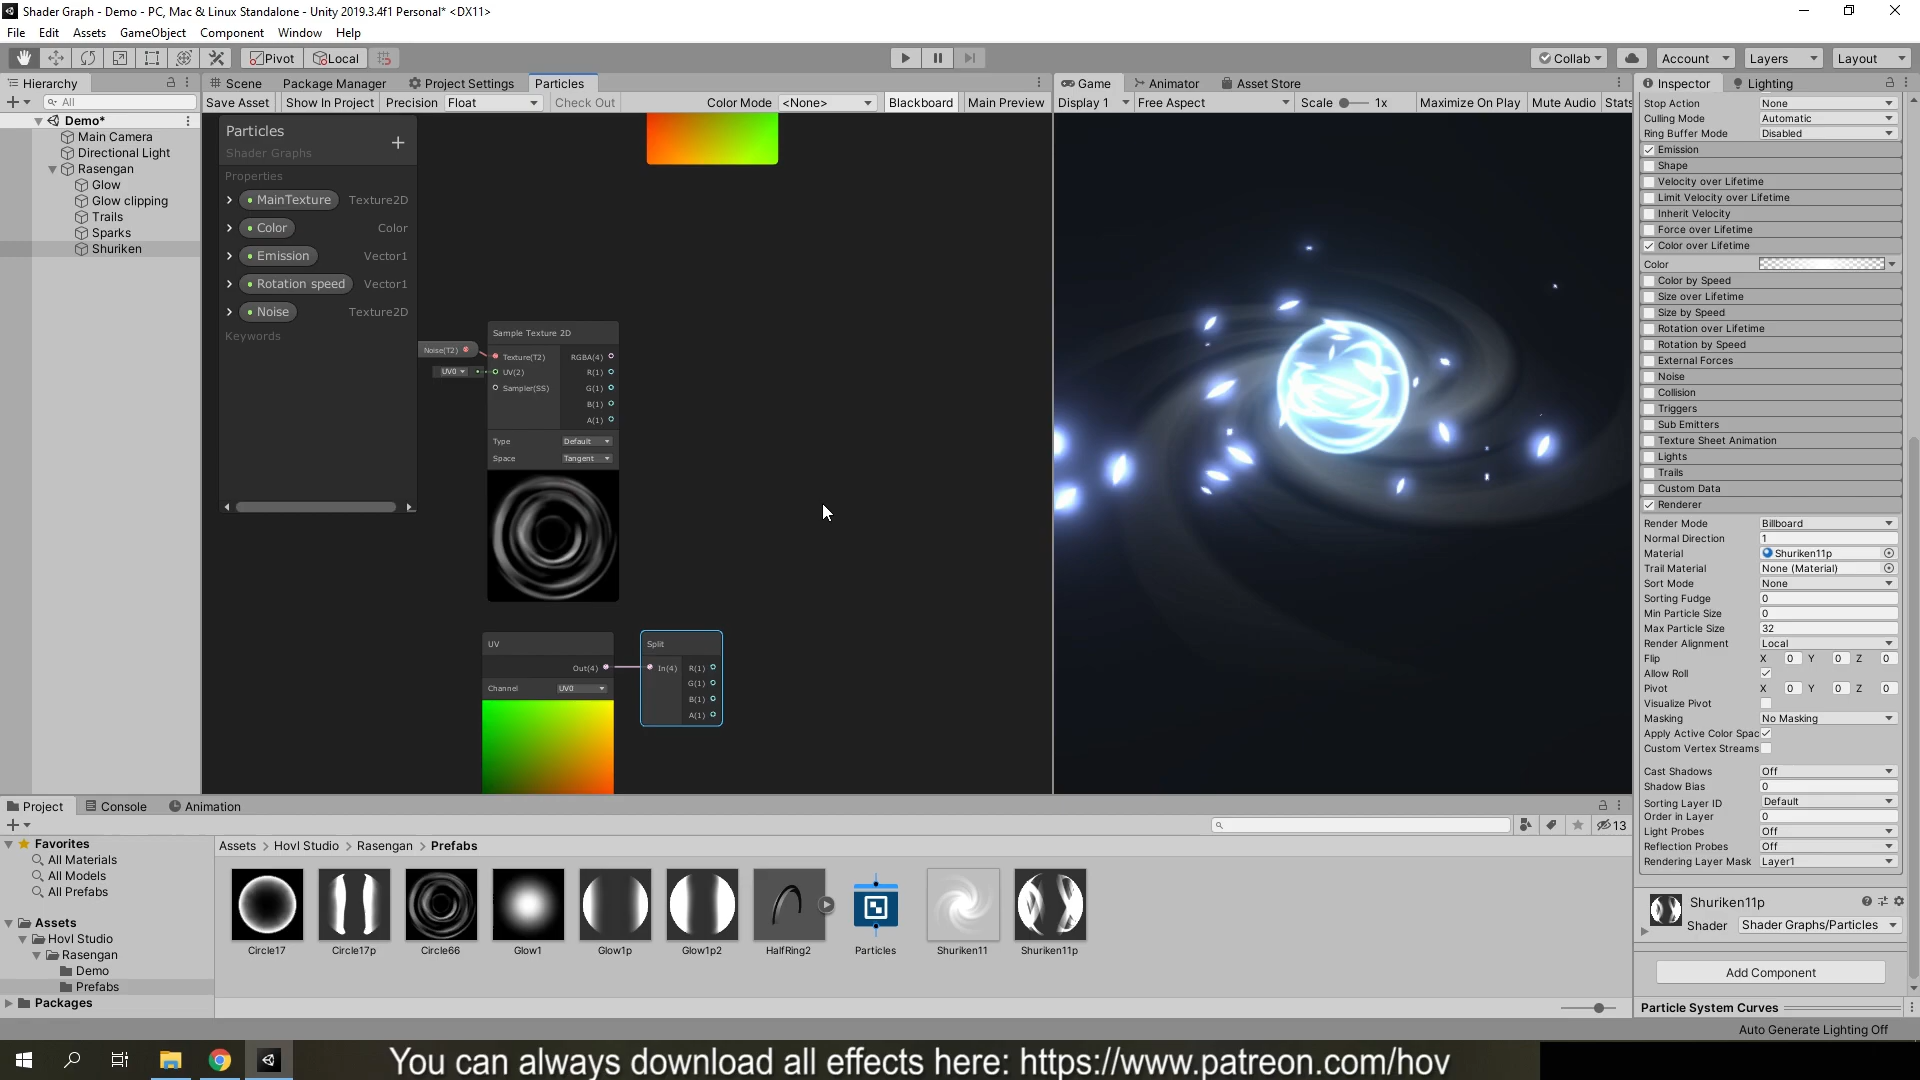 Shader Graph - Demo - PC, Mac & Linux Standalone - Unity 2019.3.4f1 Personal* <DX11>
File Edit Assets GameObject Component Window Help
Pivot Local Collab Account Layers Layout
Hierarchy
All
Demo*
Main Camera
Directional Light
Rasengan
Glow
Glow clipping
Trails
Sparks
Shuriken
Scene Package Manager Project Settings Particles
Save Asset Show In Project Precision Float Check Out Color Mode <None> Blackboard Main Preview
Particles
Shader Graphs
Properties
MainTexture Texture2D
Color Color
Emission Vector1
Rotation speed Vector1
Noise Texture2D
Keywords
Sample Texture 2D
Noise(T2) Texture(T2) RGBA(4)
UV0 UV(2) R(1)
Sampler(SS) G(1)
B(1)
A(1)
Type Default
Space Tangent
UV
Out(4)
Channel UV0
Split
In(4) R(1)
G(1)
B(1)
A(1)
Game Animator Asset Store
Display 1 Free Aspect Scale 1x Maximize On Play Mute Audio Stats
Inspector Lighting
Stop Action None
Culling Mode Automatic
Ring Buffer Mode Disabled
Emission
Shape
Velocity over Lifetime
Limit Velocity over Lifetime
Inherit Velocity
Force over Lifetime
Color over Lifetime
Color
Color by Speed
Size over Lifetime
Size by Speed
Rotation over Lifetime
Rotation by Speed
External Forces
Noise
Collision
Triggers
Sub Emitters
Texture Sheet Animation
Lights
Trails
Custom Data
Renderer
Render Mode Billboard
Normal Direction 1
Material Shuriken11p
Trail Material None (Material)
Sort Mode None
Sorting Fudge 0
Min Particle Size 0
Max Particle Size 32
Render Alignment Local
Flip X 0 Y 0 Z 0
Allow Roll
Pivot X 0 Y 0 Z 0
Visualize Pivot
Masking No Masking
Apply Active Color Spac
Custom Vertex Streams
Cast Shadows Off
Shadow Bias 0
Sorting Layer ID Default
Order in Layer 0
Light Probes Off
Reflection Probes Off
Rendering Layer Mask Layer1
Shuriken11p
Shader Shader Graphs/Particles
Add Component
Particle System Curves
Auto Generate Lighting Off
Project Console Animation
13
Favorites
All Materials
All Models
All Prefabs
Assets
Hovl Studio
Rasengan
Demo
Prefabs
Packages
Assets > Hovl Studio > Rasengan > Prefabs
Circle17 Circle17p Circle66 Glow1 Glow1p Glow1p2 HalfRing2 Particles Shuriken11 Shuriken11p
You can always download all effects here: https://www.patreon.com/hov